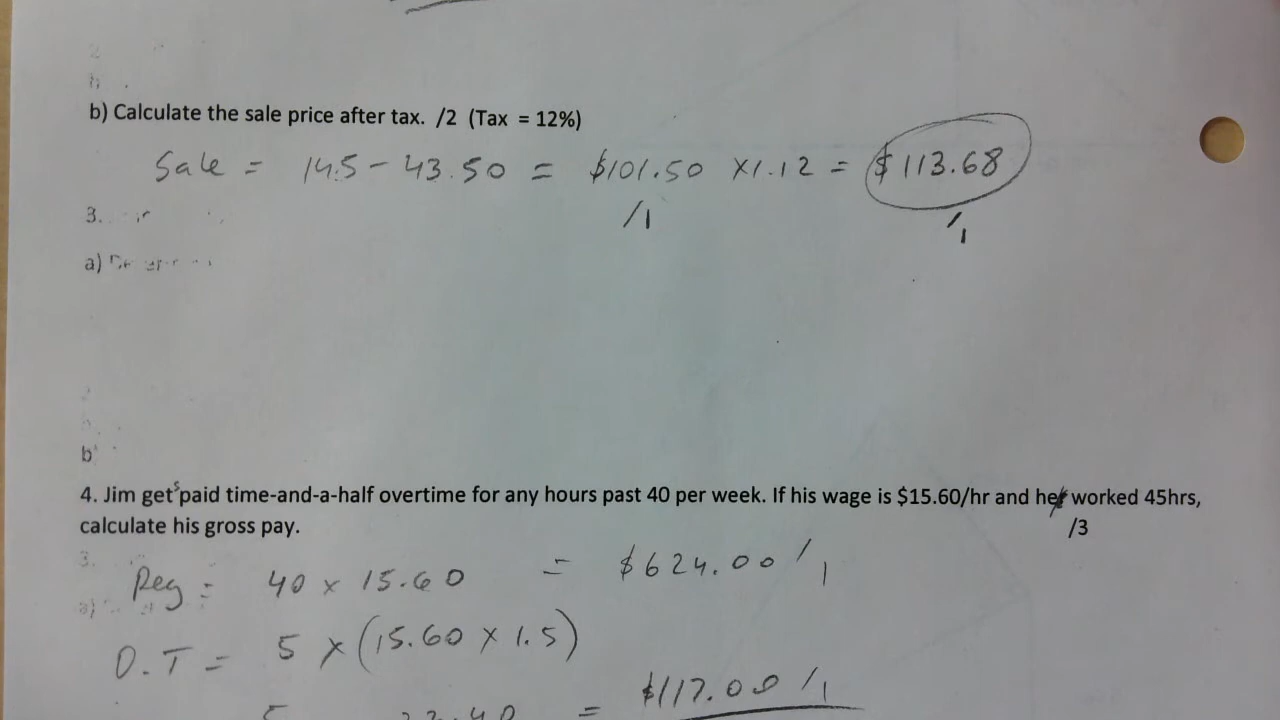 b) Calculate the sale price after tax. /2 (Tax = 12%)
Sale = 145 - 43.50 = $101.50 x1.12 = $113.68
/1 /1
3.
a)
b
4. Jim gets paid time-and-a-half overtime for any hours past 40 per week. If his wage is $15.60/hr and he worked 45hrs,
calculate his gross pay. /3
3.
Reg = 40 x 15.60 = $624.00 /1
a)
O.T = 5 x (15.60 x 1.5)
= $117.00 /1